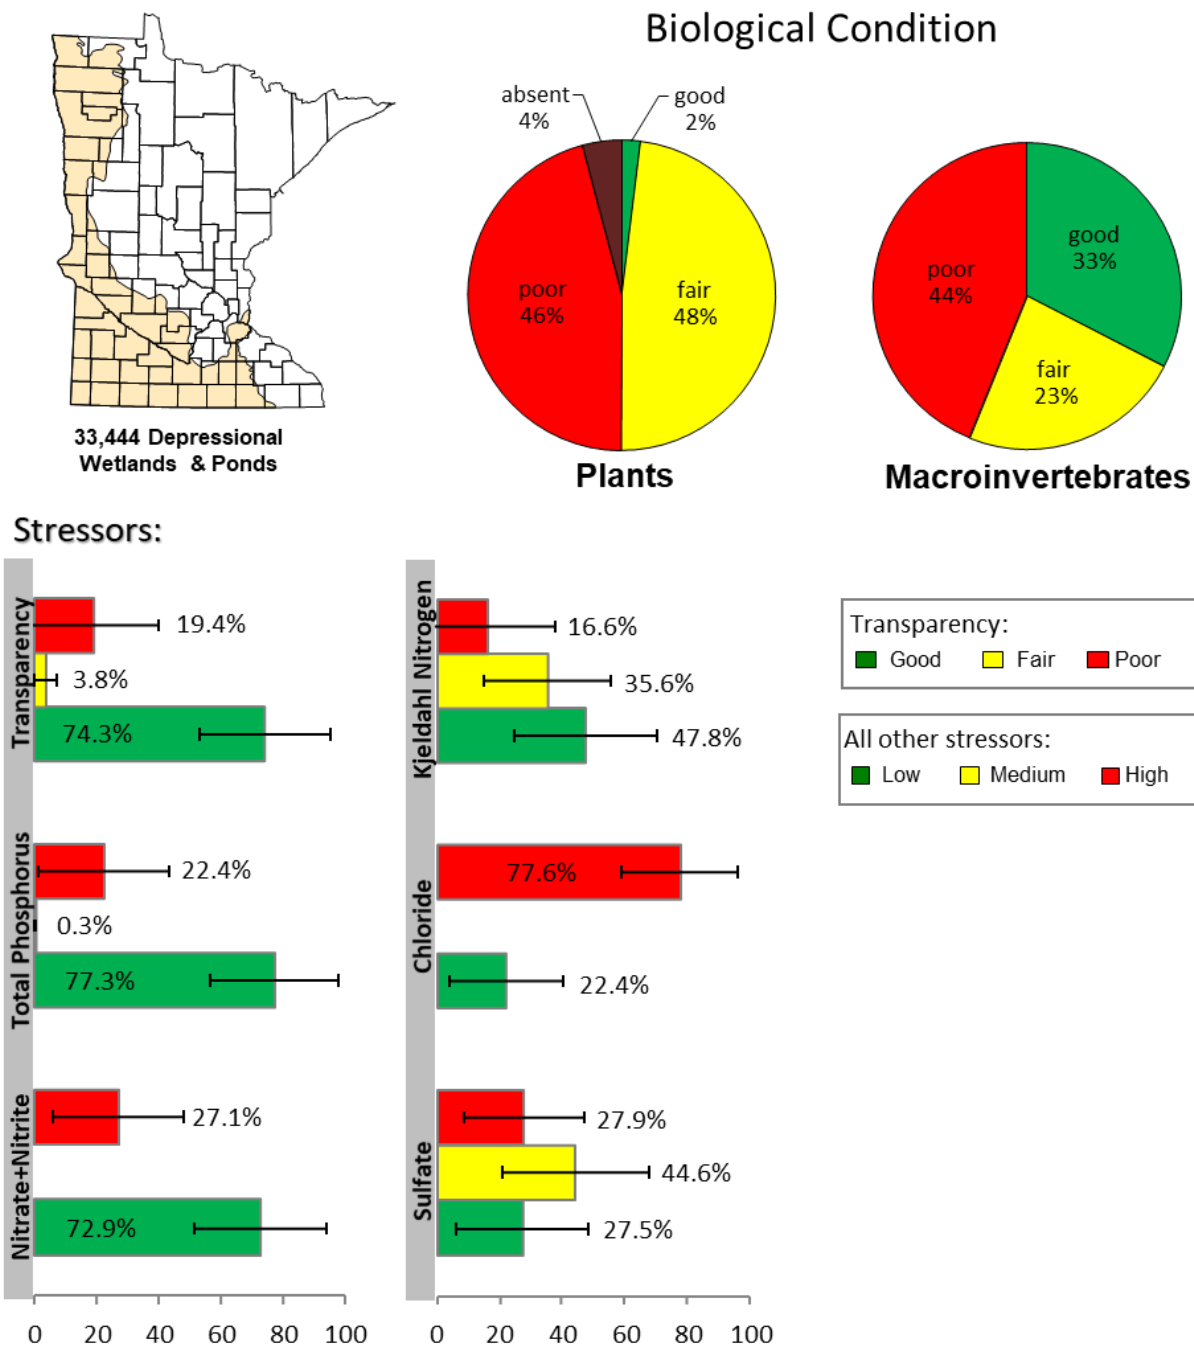 Biological Condition
absent
4%
good
2%
poor
46%
fair
48%
good
33%
poor
44%
fair
23%
33,444 Depressional
Wetlands & Ponds
Plants
Macroinvertebrates
Stressors:
Transparency
19.4%
3.8%
74.3%
Total Phosphorus
22.4%
0.3%
77.3%
Nitrate+Nitrite
27.1%
72.9%
0 20 40 60 80 100
Kjeldahl Nitrogen
16.6%
35.6%
47.8%
Chloride
77.6%
22.4%
Sulfate
27.9%
44.6%
27.5%
0 20 40 60 80 100
Transparency:
Good Fair Poor
All other stressors:
Low Medium High